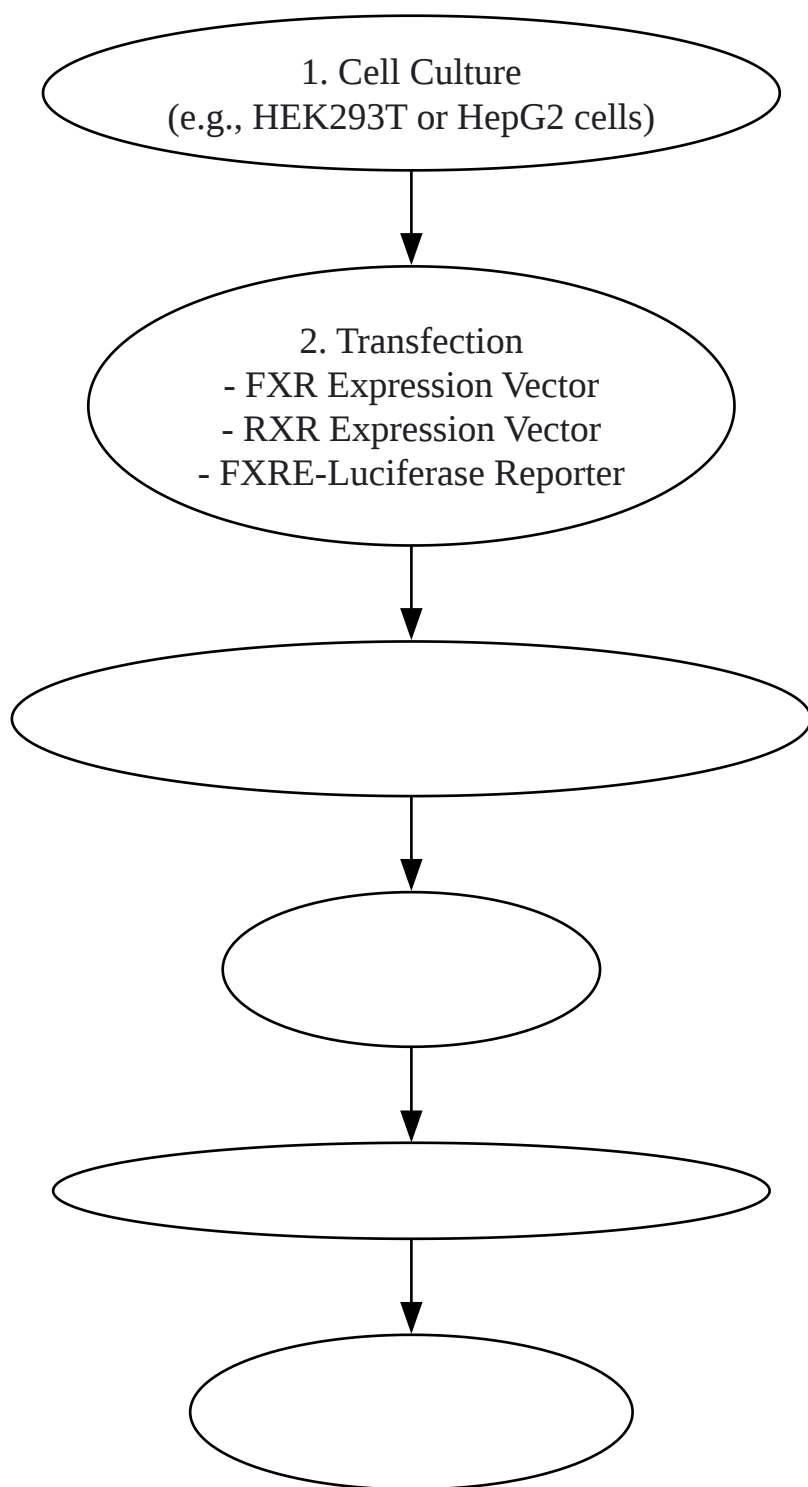 1. Cell Culture
(e.g., HEK293T or HepG2 cells)
2. Transfection
- FXR Expression Vector
- RXR Expression Vector
- FXRE-Luciferase Reporter